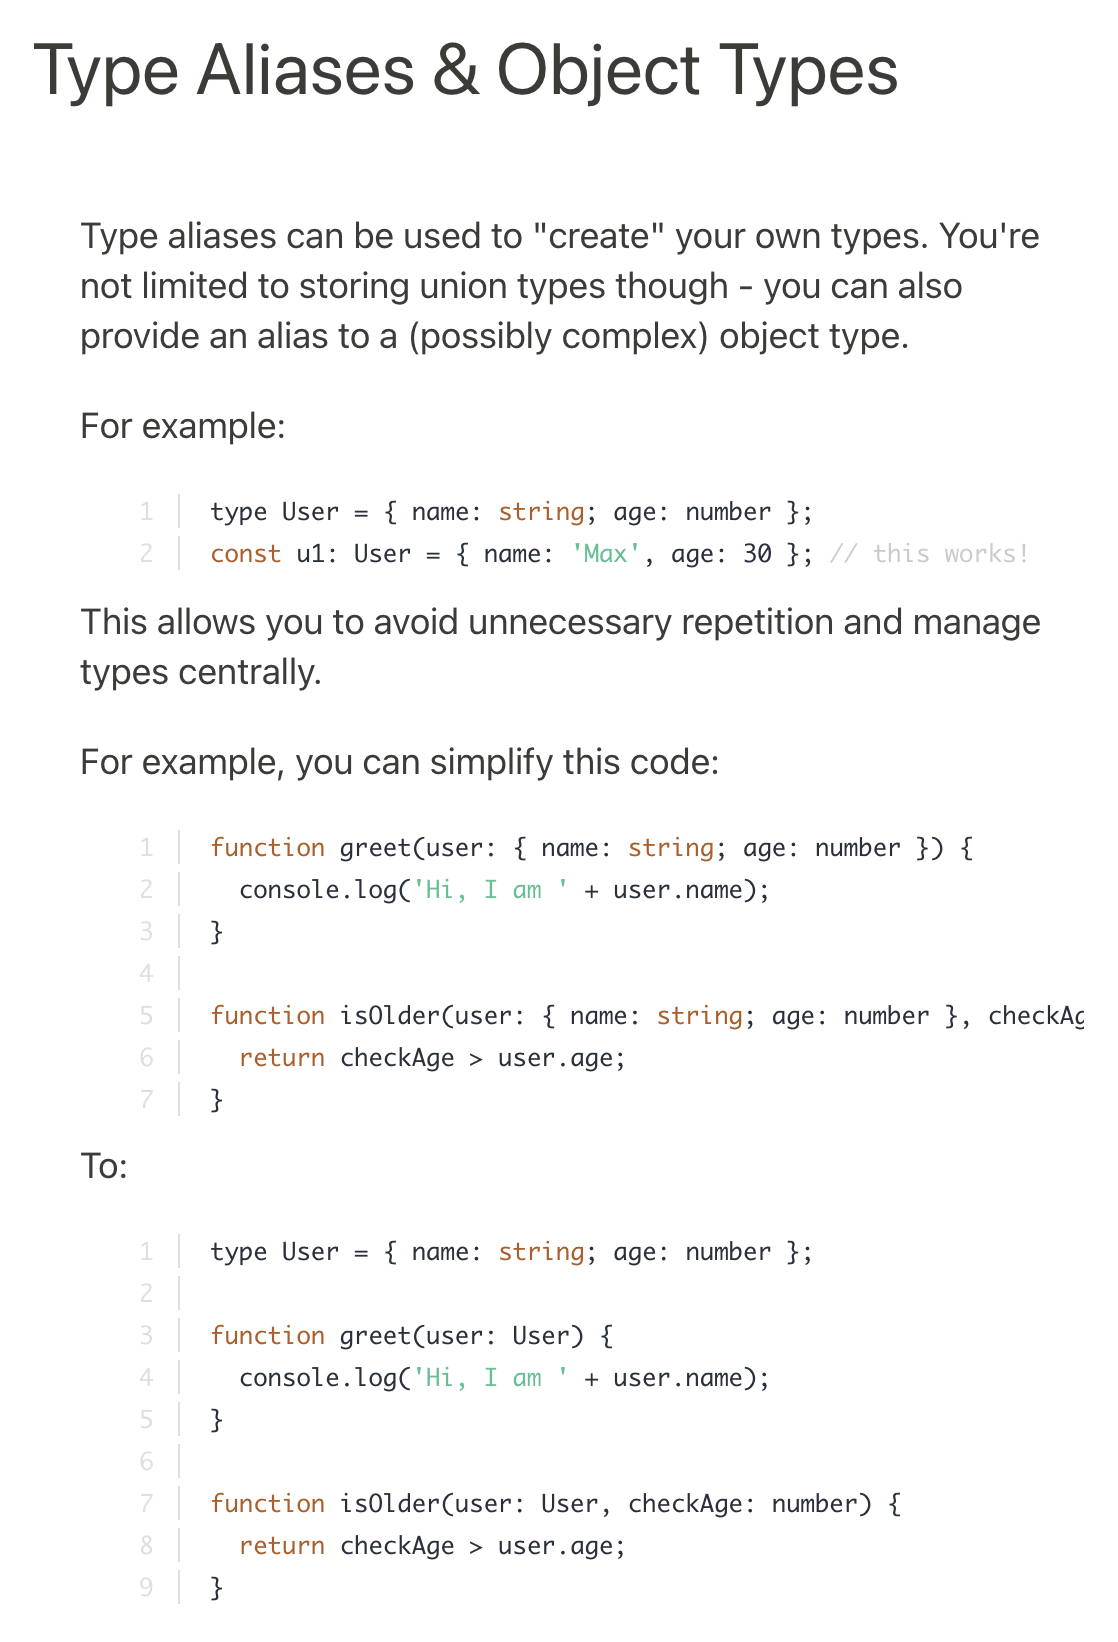 Type Aliases & Object Types
Type aliases can be used to "create" your own types. You're
not limited to storing union types though - you can also
provide an alias to a (possibly complex) object type.
For example:
1 type User = { name: string; age: number };
2 const u1: User = { name: 'Max', age: 30 }; // this works!
This allows you to avoid unnecessary repetition and manage
types centrally.
For example, you can simplify this code:
1 function greet(user: { name: string; age: number }) {
2   console.log('Hi, I am ' + user.name);
3 }
4
5 function isOlder(user: { name: string; age: number }, checkAg
6   return checkAge > user.age;
7 }
To:
1 type User = { name: string; age: number };
2
3 function greet(user: User) {
4   console.log('Hi, I am ' + user.name);
5 }
6
7 function isOlder(user: User, checkAge: number) {
8   return checkAge > user.age;
9 }